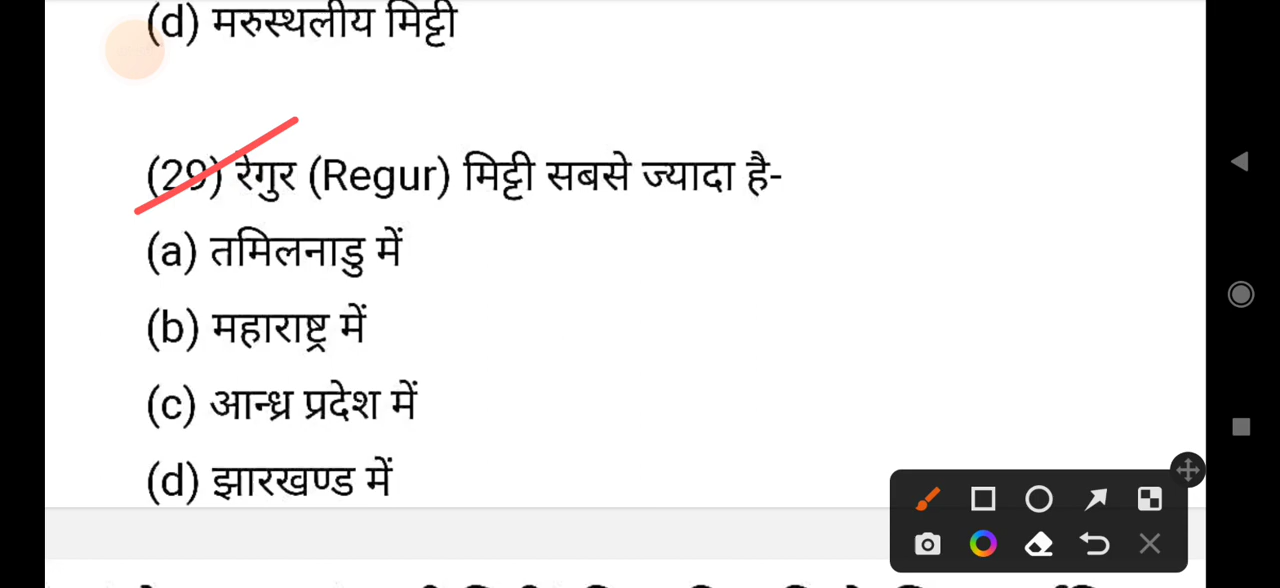 (d) मरुस्थलीय मिट्टी
(29) रेगुर (Regur) मिट्टी सबसे ज्यादा है-
(a) तमिलनाडु में
(b) महाराष्ट्र में
(c) आन्ध्र प्रदेश में
(d) झारखण्ड में